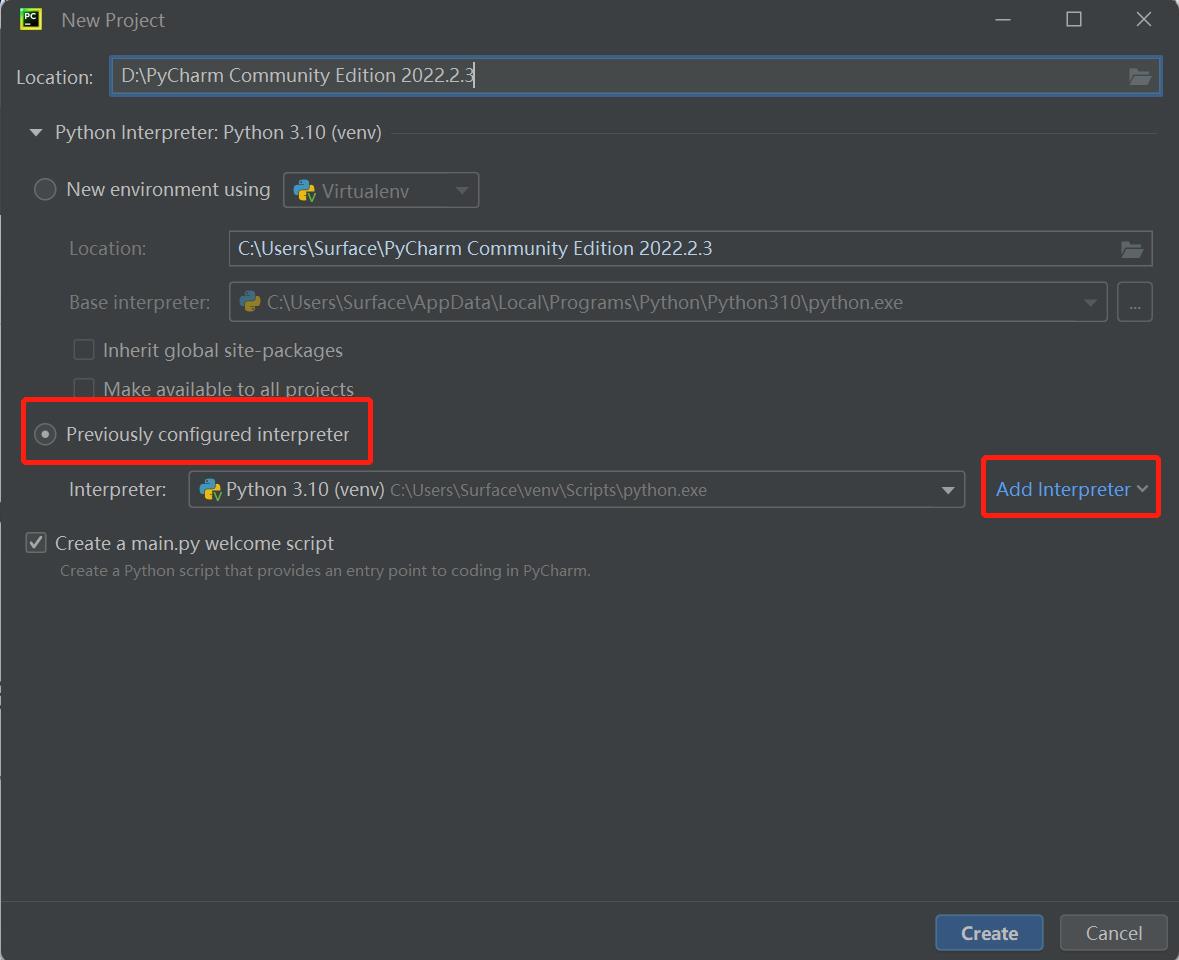 PC New Project
Location: D:\PyCharm Community Edition 2022.2.3
Python Interpreter: Python 3.10 (venv)
New environment using Virtualenv
Location: C:\Users\Surface\PyCharm Community Edition 2022.2.3
Base interpreter: C:\Users\Surface\AppData\Local\Programs\Python\Python310\python.exe ...
Inherit global site-packages
Make available to all projects
Previously configured interpreter
Interpreter: Python 3.10 (venv) C:\Users\Surface\venv\Scripts\python.exe Add Interpreter
Create a main.py welcome script
Create a Python script that provides an entry point to coding in PyCharm.
Create Cancel